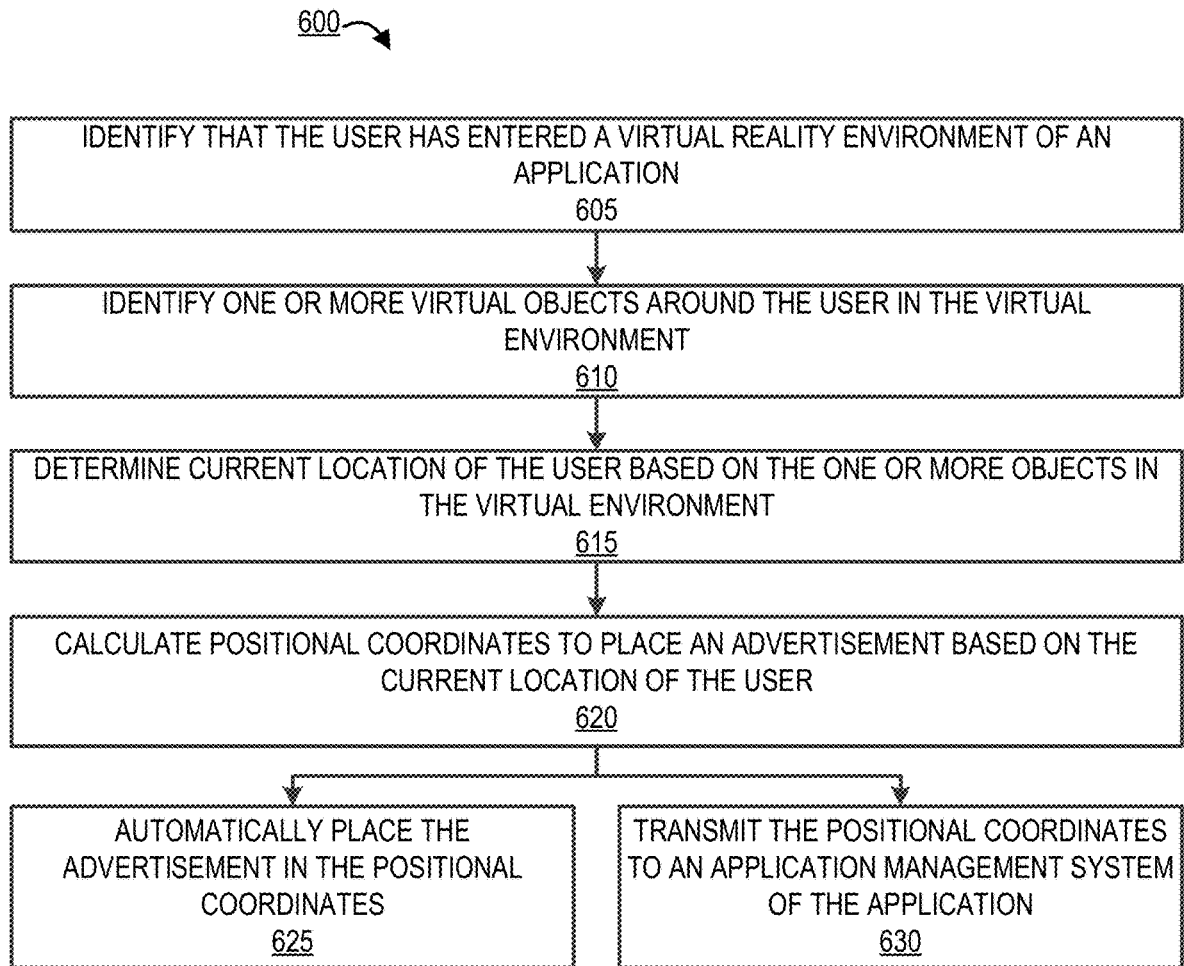 600
IDENTIFY THAT THE USER HAS ENTERED A VIRTUAL REALITY ENVIRONMENT OF AN
APPLICATION
605
IDENTIFY ONE OR MORE VIRTUAL OBJECTS AROUND THE USER IN THE VIRTUAL
ENVIRONMENT
610
DETERMINE CURRENT LOCATION OF THE USER BASED ON THE ONE OR MORE OBJECTS IN
THE VIRTUAL ENVIRONMENT
615
CALCULATE POSITIONAL COORDINATES TO PLACE AN ADVERTISEMENT BASED ON THE
CURRENT LOCATION OF THE USER
620
AUTOMATICALLY PLACE THE
ADVERTISEMENT IN THE POSITIONAL
COORDINATES
625
TRANSMIT THE POSITIONAL COORDINATES
TO AN APPLICATION MANAGEMENT SYSTEM
OF THE APPLICATION
630